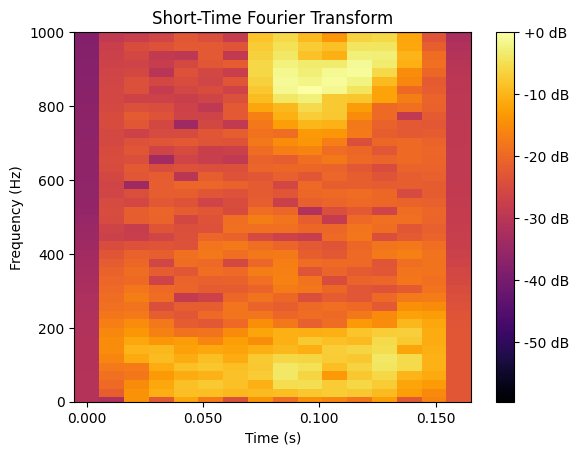 Short-Time Fourier Transform
1000
800
600
400
200
0
Frequency (Hz)
0.000
0.050
0.100
0.150
Time (s)
+0 dB
-10 dB
-20 dB
-30 dB
-40 dB
-50 dB